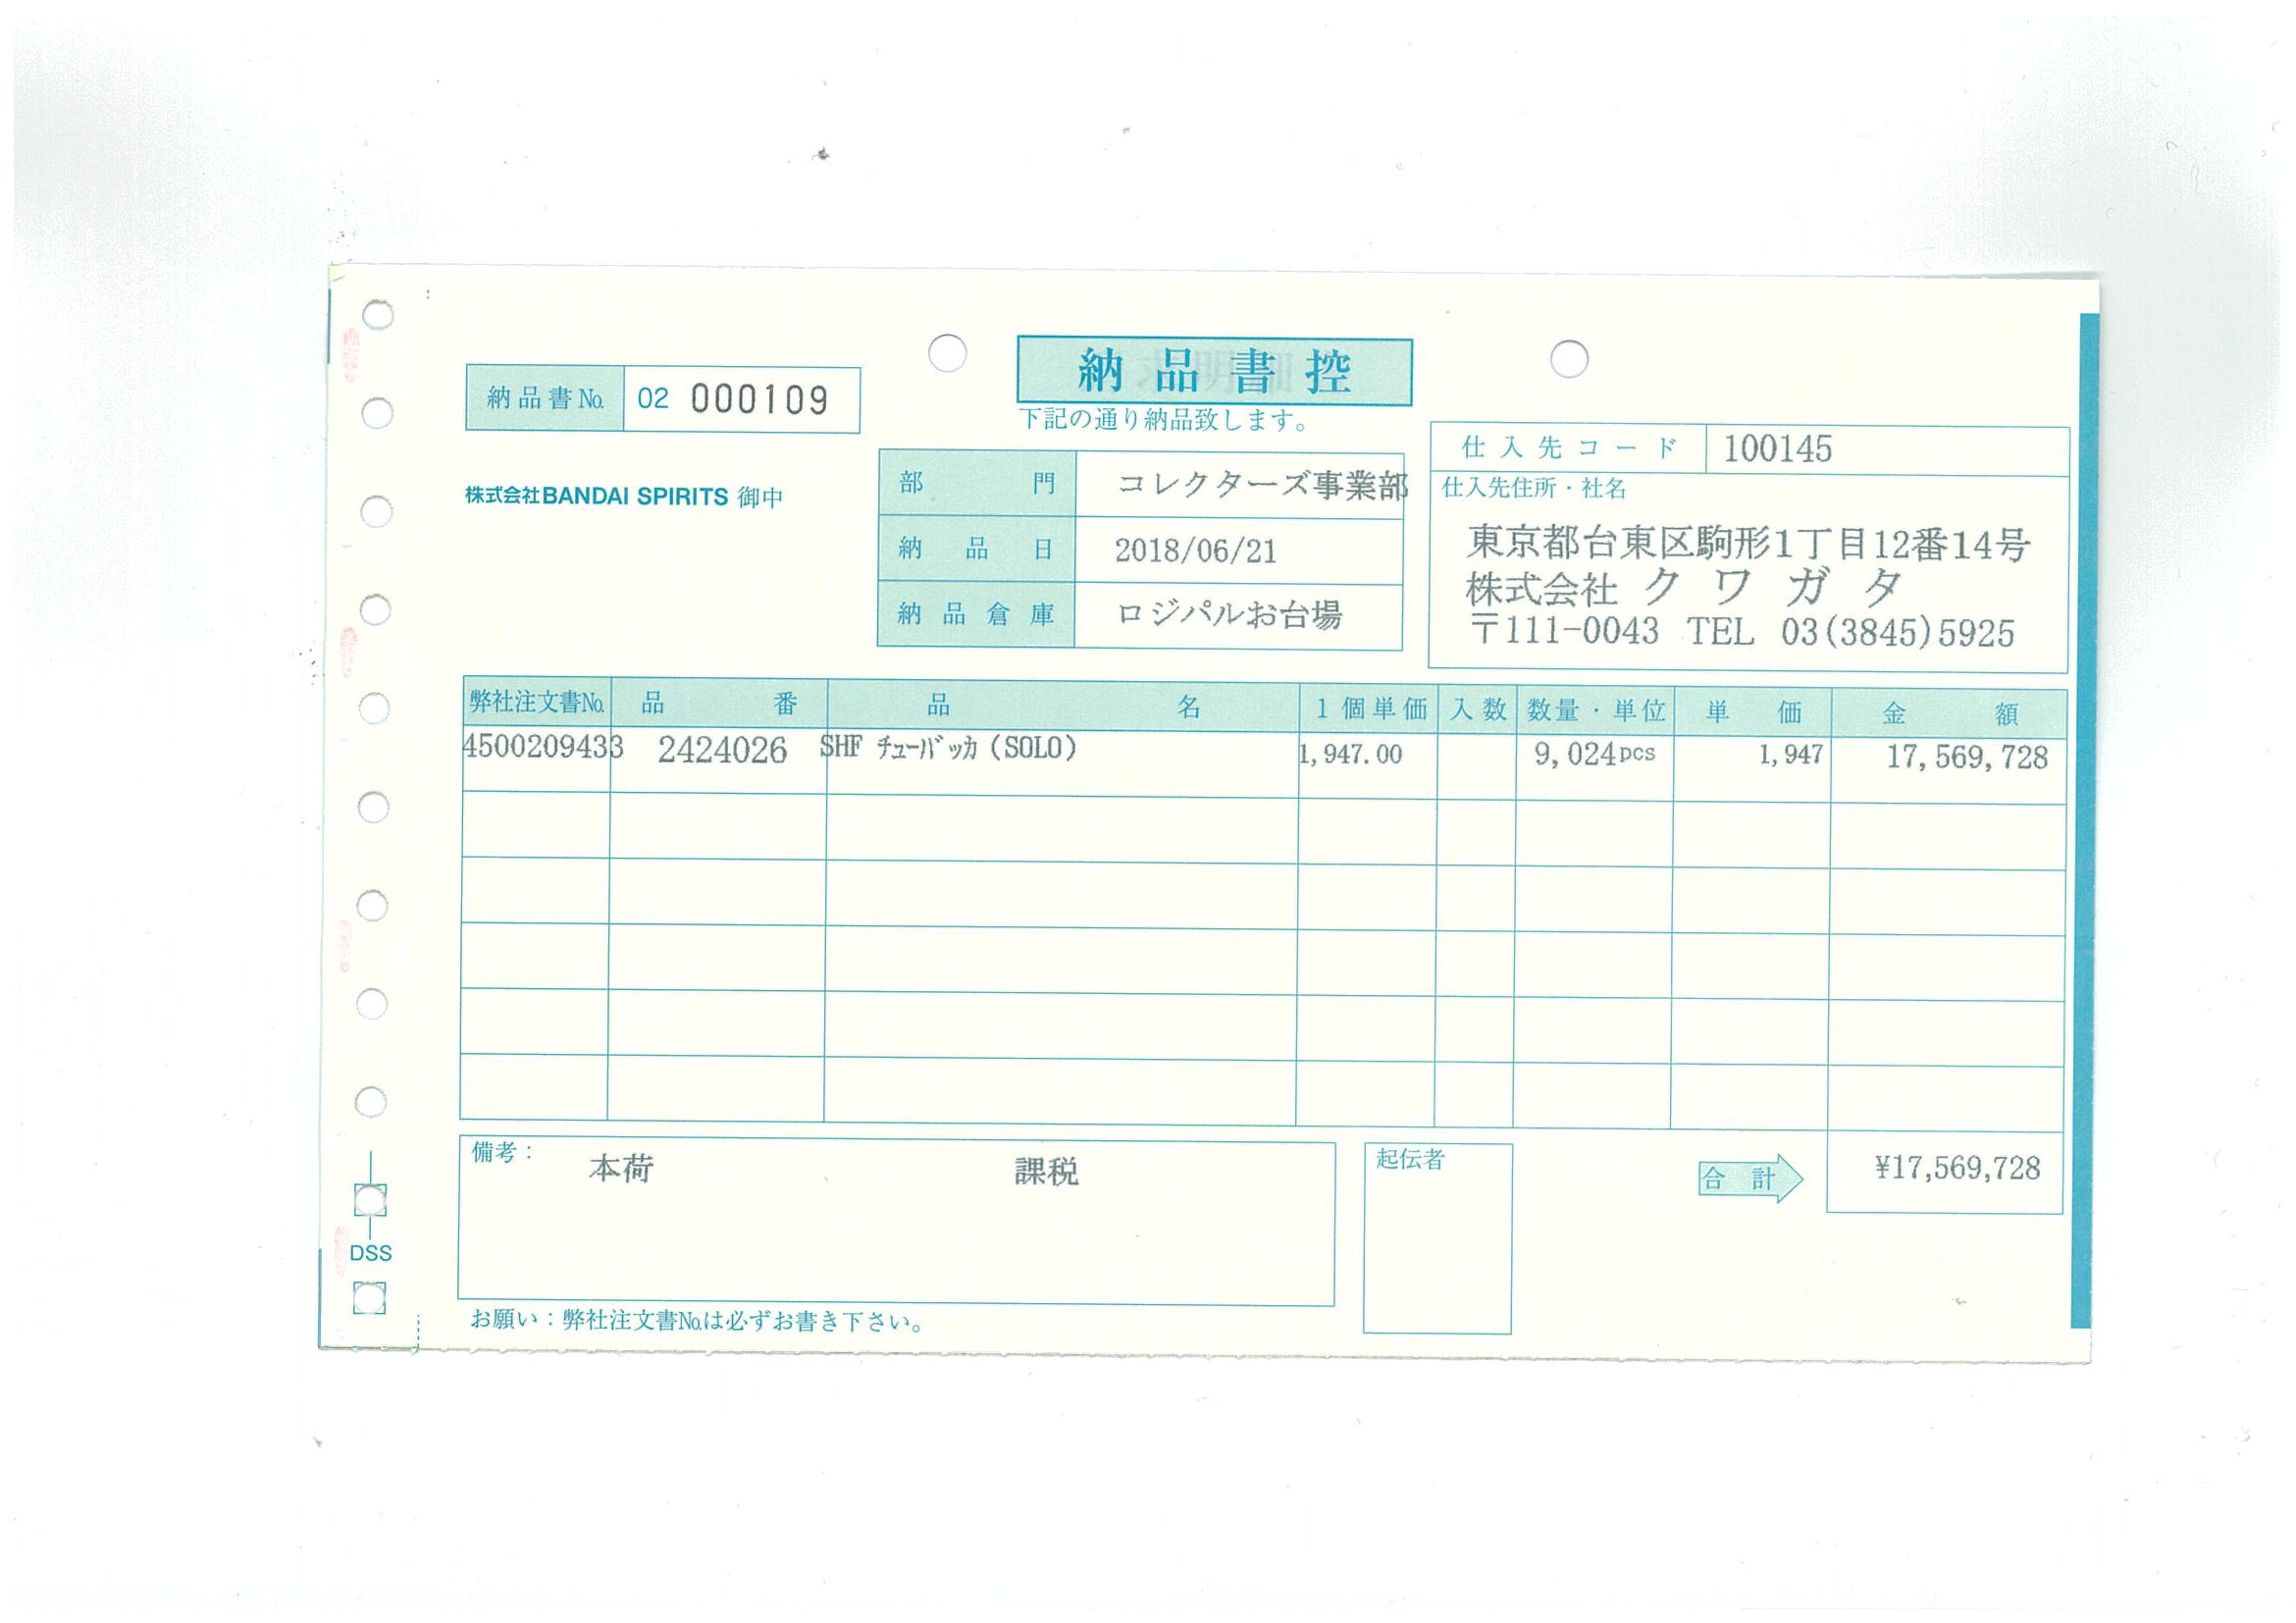 納品書控
下記の通り納品致します。
納品書№ 02 000109
株式会社BANDAI SPIRITS 御中
部門 コレクターズ事業部
納品日 2018/06/21
納品倉庫 ロジパルお台場
仕入先コード 100145
仕入先住所・社名
東京都台東区駒形1丁目12番14号
株式会社 クワガタ
〒111-0043 TEL 03(3845)5925
弊社注文書№ 品番 品名 1個単価 入数 数量・単位 単価 金額
4500209433 2424026 SHF ﾁｭｰﾊﾞｯｶ(SOLO) 1,947.00 9,024pcs 1,947 17,569,728
備考： 本荷 課税
起伝者
合計 ¥17,569,728
DSS
お願い：弊社注文書№は必ずお書き下さい。